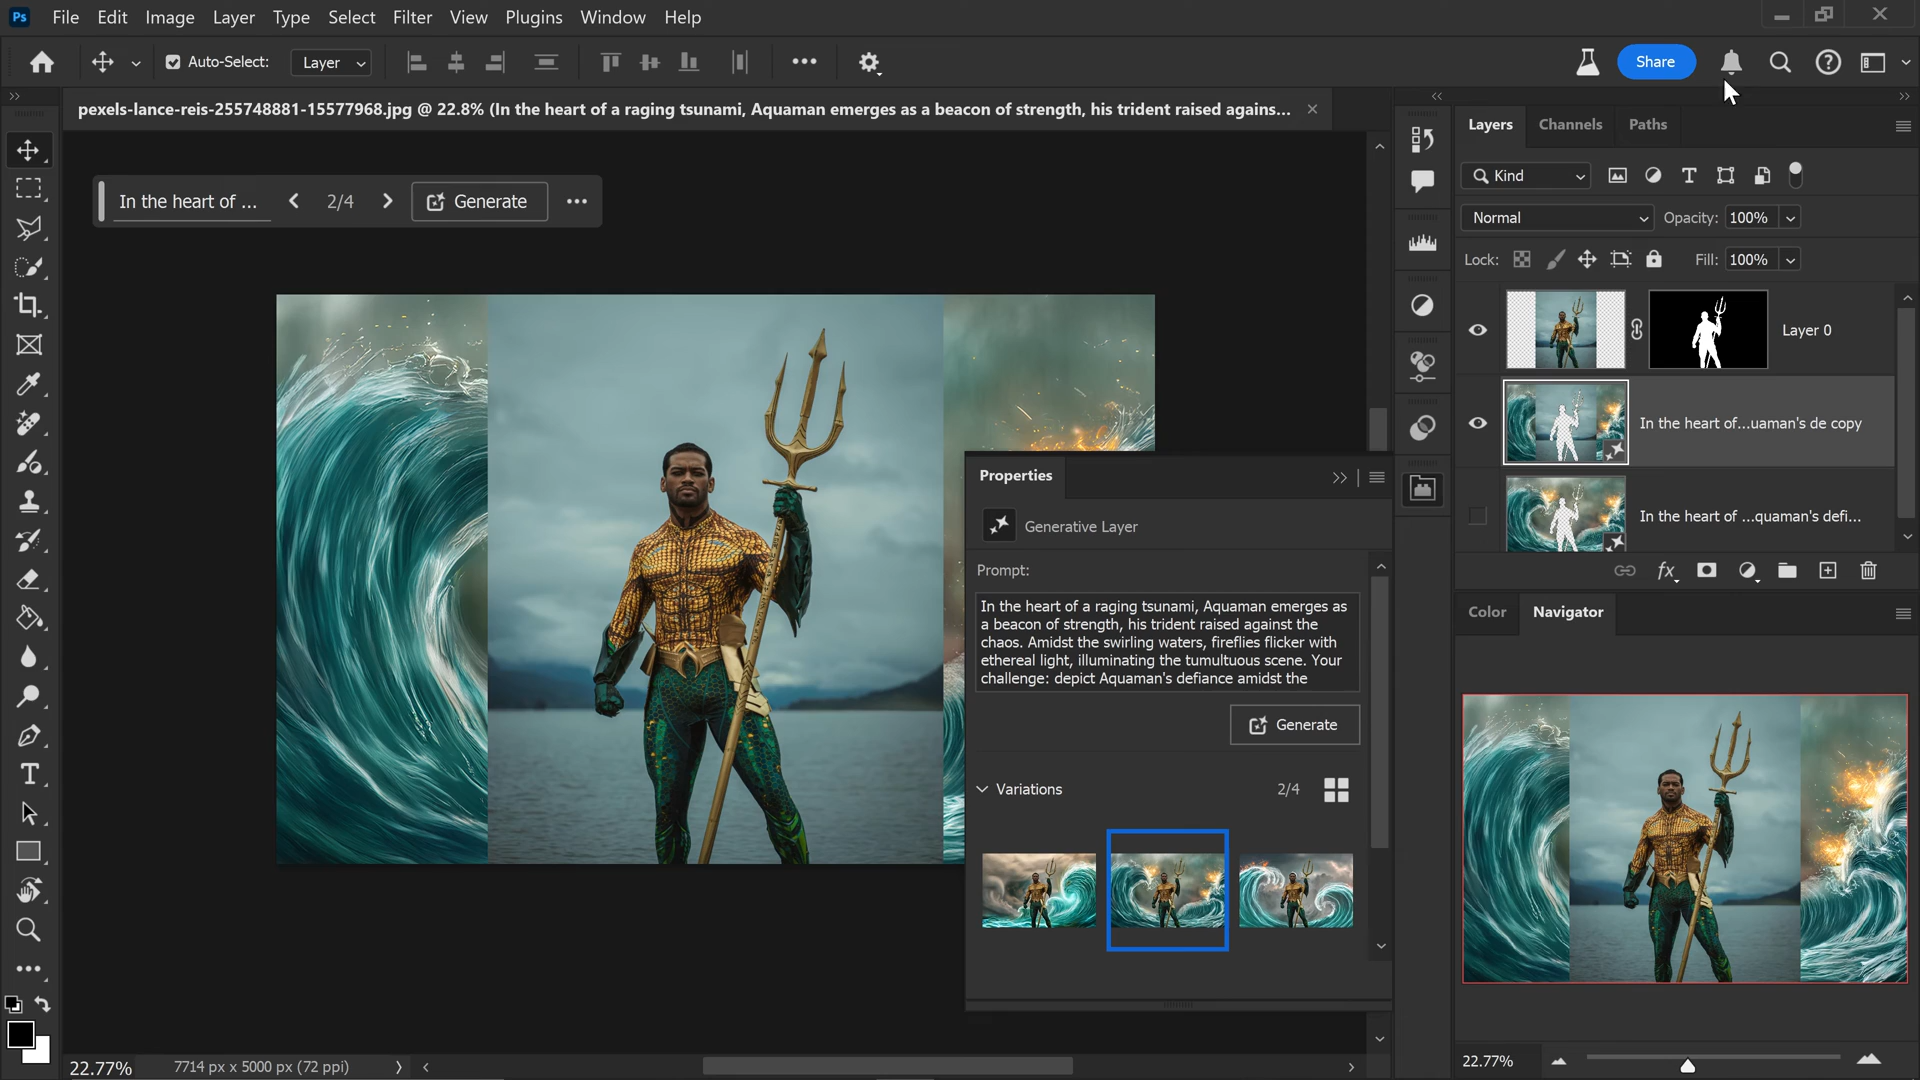 Ps File Edit Image Layer Type Select Filter View Plugins Window Help
Auto-Select: Layer Share
pexels-lance-reis-255748881-15577968.jpg @ 22.8% (In the heart of a raging tsunami, Aquaman emerges as a beacon of strength, his trident raised agains...
In the heart of ... 2/4 Generate
Layers Channels Paths
Kind
Normal Opacity: 100%
Lock: Fill: 100%
Layer 0
In the heart of...uaman's de copy
In the heart of ...quaman's defi...
fx
Properties
Generative Layer
Prompt:
In the heart of a raging tsunami, Aquaman emerges as
a beacon of strength, his trident raised against the
chaos. Amidst the swirling waters, fireflies flicker with
ethereal light, illuminating the tumultuous scene. Your
challenge: depict Aquaman's defiance amidst the
Generate
Variations 2/4
Color Navigator
22.77%
22.77% 7714 px x 5000 px (72 ppi)